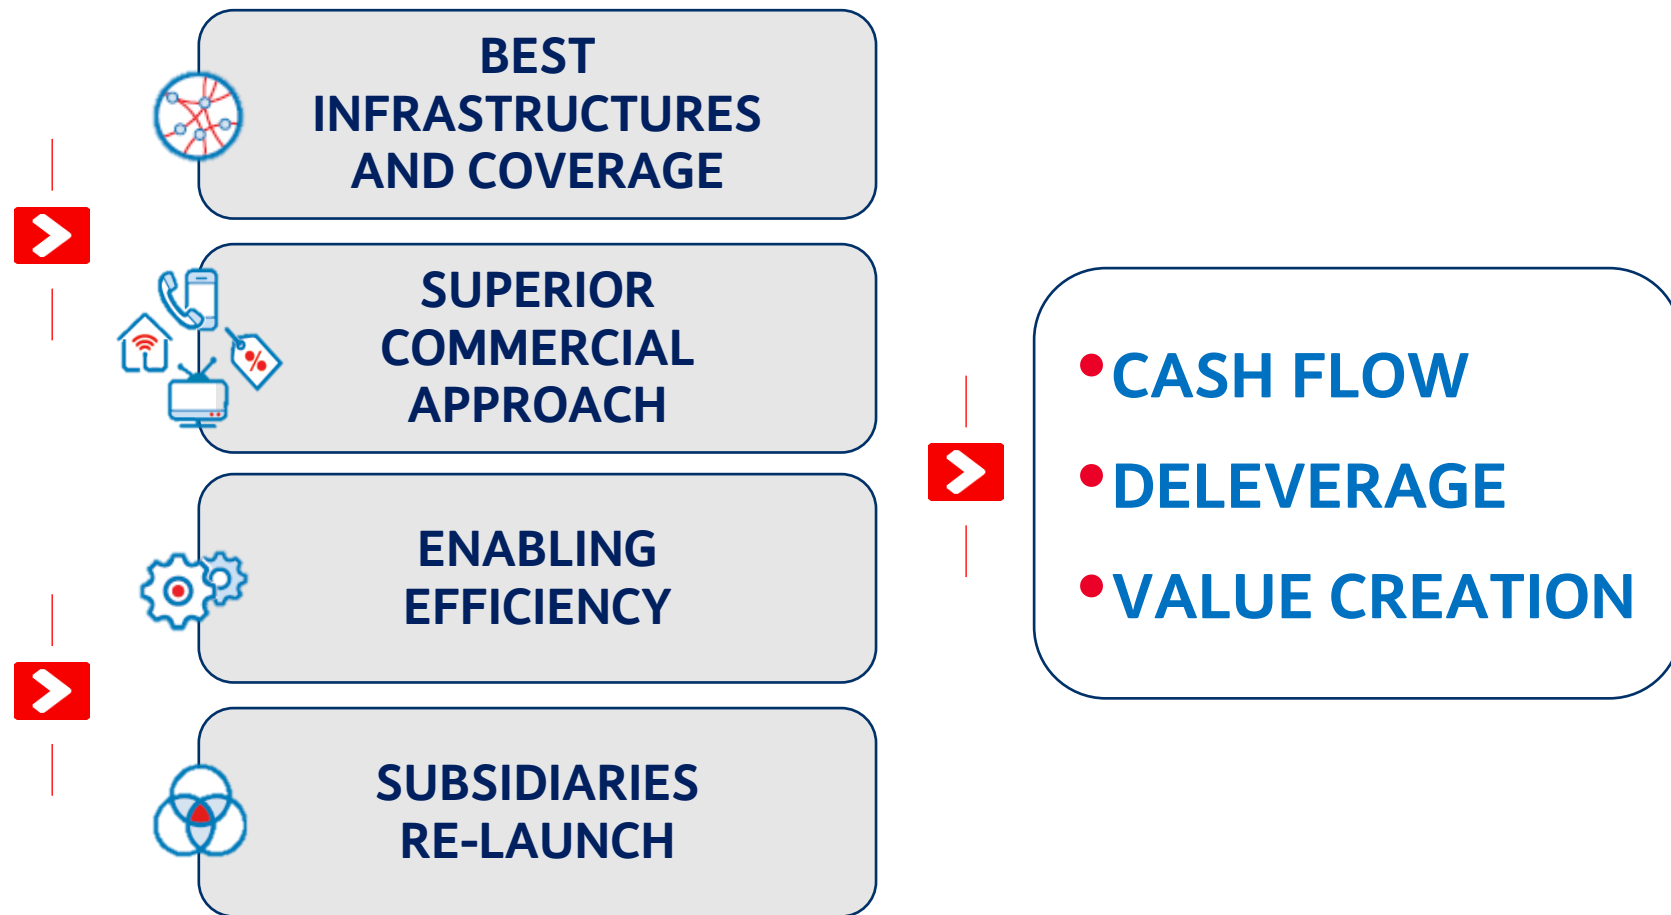 BEST
INFRASTRUCTURES
AND COVERAGE
SUPERIOR
COMMERCIAL
APPROACH
%
ENABLING
EFFICIENCY
SUBSIDIARIES
RE-LAUNCH
• CASH FLOW
• DELEVERAGE
• VALUE CREATION